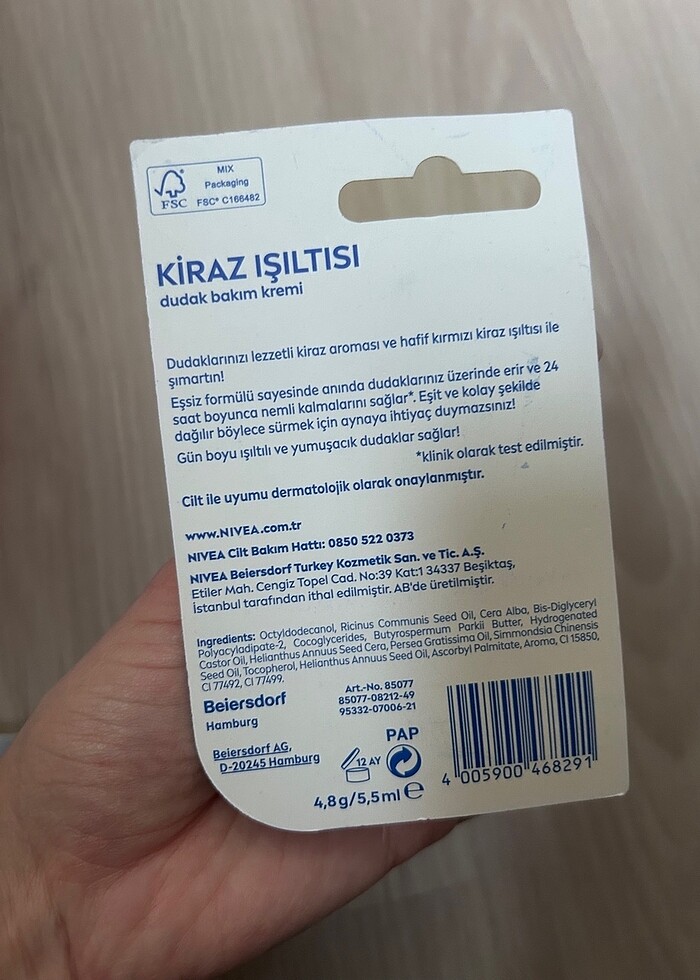 MIX
Packaging
FSC FSC® C166482
KİRAZ IŞILTISI
dudak bakım kremi
Dudaklarınızı lezzetli kiraz aroması ve hafif kırmızı kiraz ışıltısı ile
şımartın!
Eşsiz formülü sayesinde anında dudaklarınız üzerinde erir ve 24
saat boyunca nemli kalmalarını sağlar*. Eşit ve kolay şekilde
dağılır böylece sürmek için aynaya ihtiyaç duymazsınız!
Gün boyu ışıltılı ve yumuşacık dudaklar sağlar!
*klinik olarak test edilmiştir.
Cilt ile uyumu dermatolojik olarak onaylanmıştır.
www.NIVEA.com.tr
NIVEA Cilt Bakım Hattı: 0850 522 0373
NIVEA Beiersdorf Turkey Kozmetik San. ve Tic. A.Ş.
Etiler Mah. Cengiz Topel Cad. No:39 Kat:1 34337 Beşiktaş,
İstanbul tarafından ithal edilmiştir. AB'de üretilmiştir.
Ingredients: Octyldodecanol, Ricinus Communis Seed Oil, Cera Alba, Bis-Diglyceryl
Polyacyladipate-2, Cocoglycerides, Butyrospermum Parkii Butter, Hydrogenated
Castor Oil, Helianthus Annuus Seed Cera, Persea Gratissima Oil, Simmondsia Chinensis
Seed Oil, Tocopherol, Helianthus Annuus Seed Oil, Ascorbyl Palmitate, Aroma, CI 15850,
CI 77492, CI 77499.
Beiersdorf
Hamburg
Beiersdorf AG,
D-20245 Hamburg
Art.-No. 85077
85077-08212-49
95332-07006-21
PAP
12 AY
4,8g/5,5ml ℮
4 005900 468291